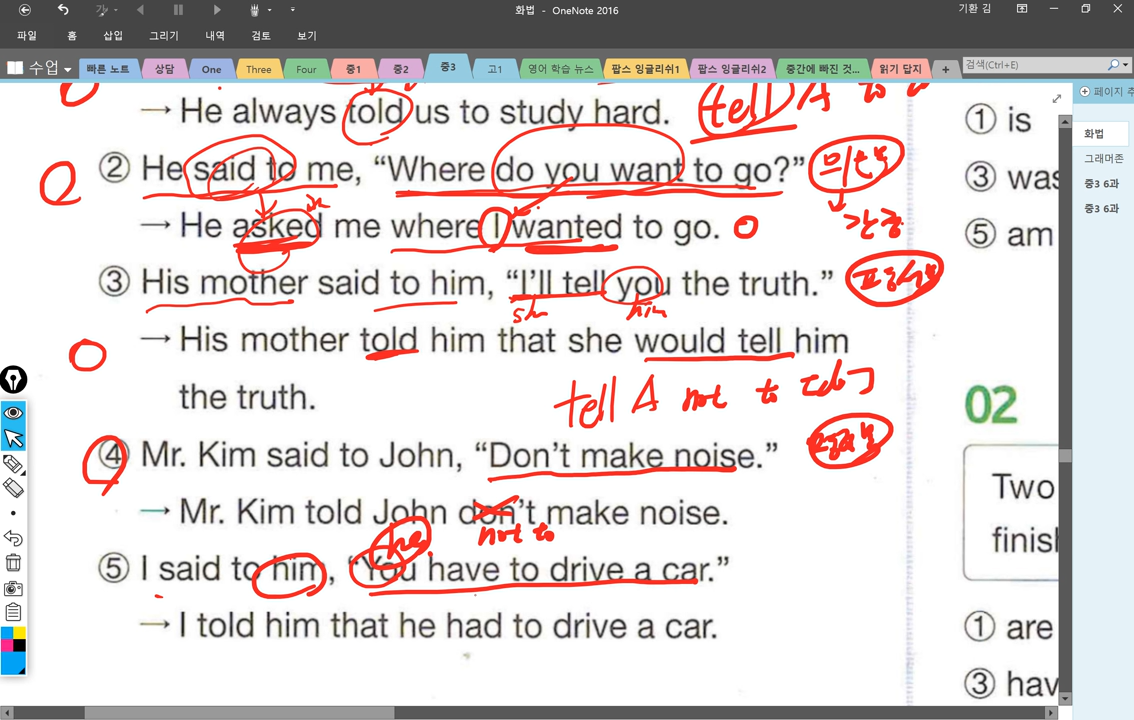 화법 - OneNote 2016
기환 김
파일 홈 삽입 그리기 내역 검토 보기
수업 빠른 노트 상담 One Three Four 중1 중2 중3 고1 영어 학습 뉴스 팝스 잉글리쉬1 팝스 잉글리쉬2 중간에 빠진 것... 읽기 답지 + 검색(Ctrl+E)
페이지 추
화법
그래머존
중3 6과
중3 6과
→ He always told us to study hard. tell A to
② He said to me, “Where do you want to go?” 의문문
→ He asked me where I wanted to go.
③ His mother said to him, “I’ll tell you the truth.” 평서문
him
→ His mother told him that she would tell him
the truth.
tell A not to
④ Mr. Kim said to John, “Don’t make noise.” 명령문
→ Mr. Kim told John don’t make noise.
not to
he
⑤ I said to him, “You have to drive a car.”
→ I told him that he had to drive a car.
① is
③ was
⑤ am
02
Two
finish
① are
③ hav